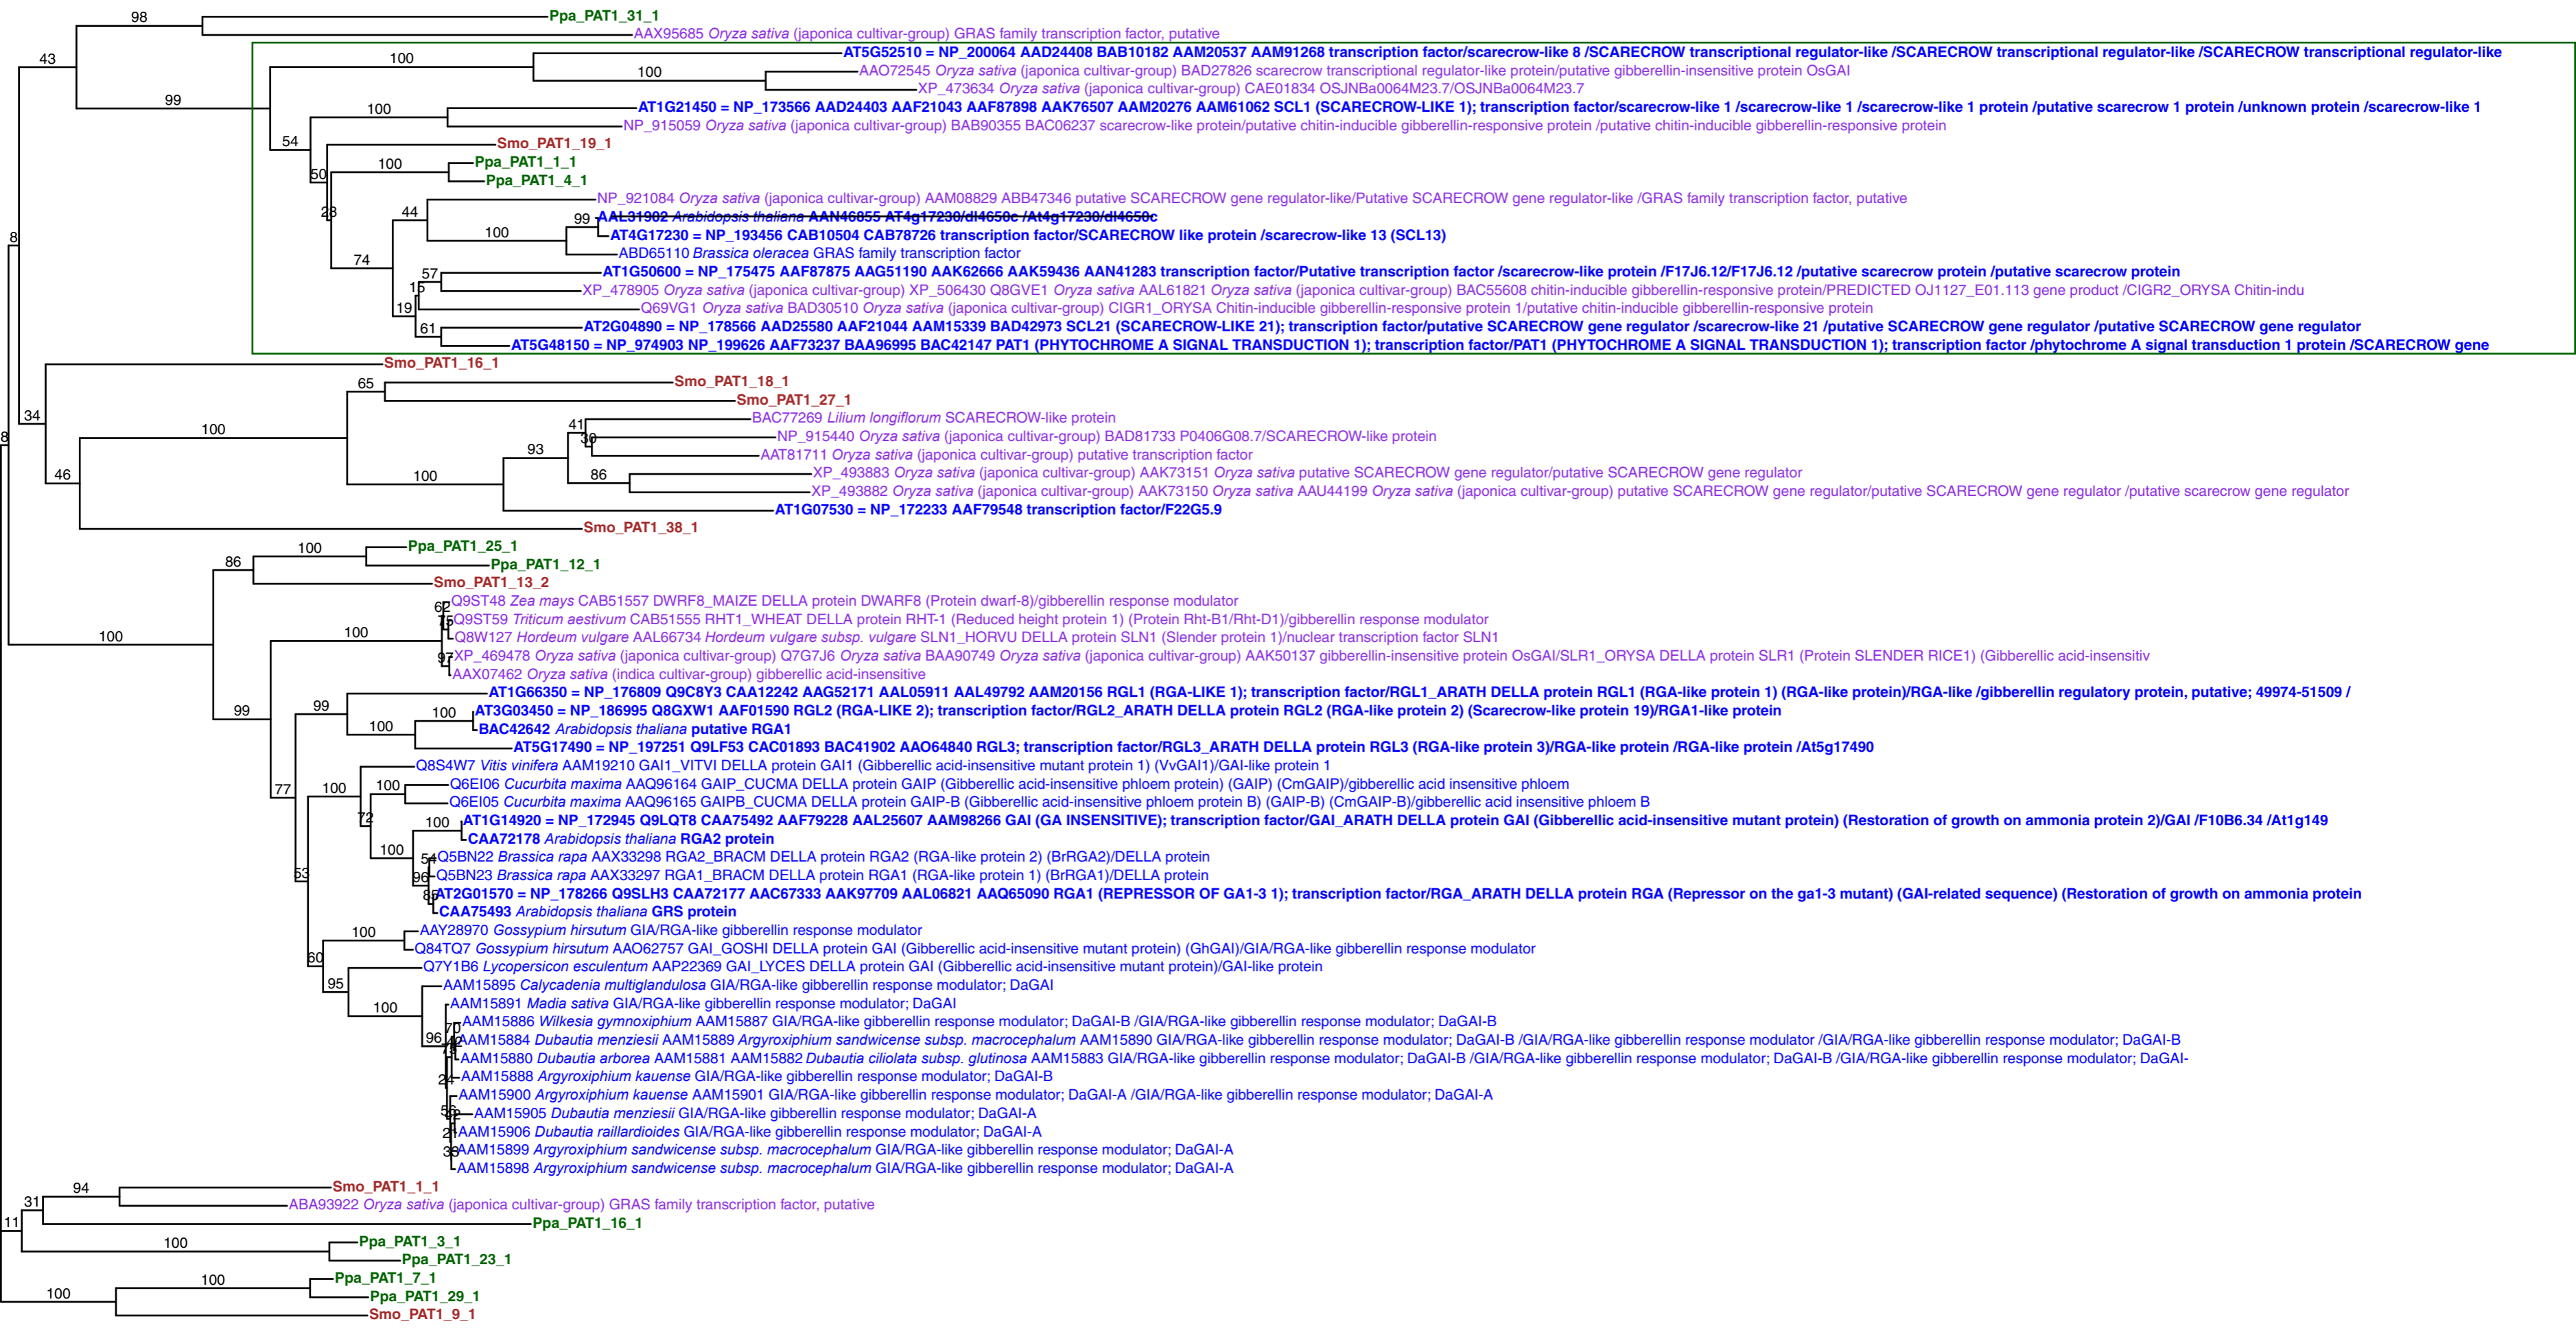 98 Ppa_PAT1_31_1
AAX95685 Oryza sativa (japonica cultivar-group) GRAS family transcription factor, putative
43
100 AT5G52510 = NP_200064 AAD24408 BAB10182 AAM20537 AAM91268 transcription factor/scarecrow-like 8 /SCARECROW transcriptional regulator-like /SCARECROW transcriptional regulator-like /SCARECROW transcriptional regulator-like
100 AAO72545 Oryza sativa (japonica cultivar-group) BAD27826 scarecrow transcriptional regulator-like protein/putative gibberellin-insensitive protein OsGAI
XP_473634 Oryza sativa (japonica cultivar-group) CAE01834 OSJNBa0064M23.7/OSJNBa0064M23.7
99
100 AT1G21450 = NP_173566 AAD24403 AAF21043 AAF87898 AAK76507 AAM20276 AAM61062 SCL1 (SCARECROW-LIKE 1); transcription factor/scarecrow-like 1 /scarecrow-like 1 /scarecrow-like 1 protein /putative scarecrow 1 protein /unknown protein /scarecrow-like 1
NP_915059 Oryza sativa (japonica cultivar-group) BAB90355 BAC06237 scarecrow-like protein/putative chitin-inducible gibberellin-responsive protein /putative chitin-inducible gibberellin-responsive protein
54 Smo_PAT1_19_1
100 Ppa_PAT1_1_1
50 Ppa_PAT1_4_1
NP_921084 Oryza sativa (japonica cultivar-group) AAM08829 ABB47346 putative SCARECROW gene regulator-like/Putative SCARECROW gene regulator-like /GRAS family transcription factor, putative
28 44 99 AAL31902 Arabidopsis thaliana AAN46855 AT4g17230/dl4650c /At4g17230/dl4650c
100 AT4G17230 = NP_193456 CAB10504 CAB78726 transcription factor/SCARECROW like protein /scarecrow-like 13 (SCL13)
74 ABD65110 Brassica oleracea GRAS family transcription factor
57 AT1G50600 = NP_175475 AAF87875 AAG51190 AAK62666 AAK59436 AAN41283 transcription factor/Putative transcription factor /scarecrow-like protein /F17J6.12/F17J6.12 /putative scarecrow protein /putative scarecrow protein
15 XP_478905 Oryza sativa (japonica cultivar-group) XP_506430 Q8GVE1 Oryza sativa AAL61821 Oryza sativa (japonica cultivar-group) BAC55608 chitin-inducible gibberellin-responsive protein/PREDICTED OJ1127_E01.113 gene product /CIGR2_ORYSA Chitin-indu
19 Q69VG1 Oryza sativa BAD30510 Oryza sativa (japonica cultivar-group) CIGR1_ORYSA Chitin-inducible gibberellin-responsive protein 1/putative chitin-inducible gibberellin-responsive protein
61 AT2G04890 = NP_178566 AAD25580 AAF21044 AAM15339 BAD42973 SCL21 (SCARECROW-LIKE 21); transcription factor/putative SCARECROW gene regulator /scarecrow-like 21 /putative SCARECROW gene regulator /putative SCARECROW gene regulator
AT5G48150 = NP_974903 NP_199626 AAF73237 BAA96995 BAC42147 PAT1 (PHYTOCHROME A SIGNAL TRANSDUCTION 1); transcription factor/PAT1 (PHYTOCHROME A SIGNAL TRANSDUCTION 1); transcription factor /phytochrome A signal transduction 1 protein /SCARECROW gene
8 Smo_PAT1_16_1
65 Smo_PAT1_18_1
Smo_PAT1_27_1
34 100 41 BAC77269 Lilium longiflorum SCARECROW-like protein
8 NP_915440 Oryza sativa (japonica cultivar-group) BAD81733 P0406G08.7/SCARECROW-like protein
93 AAT81711 Oryza sativa (japonica cultivar-group) putative transcription factor
46 100 86 XP_493883 Oryza sativa (japonica cultivar-group) AAK73151 Oryza sativa putative SCARECROW gene regulator/putative SCARECROW gene regulator
XP_493882 Oryza sativa (japonica cultivar-group) AAK73150 Oryza sativa AAU44199 Oryza sativa (japonica cultivar-group) putative SCARECROW gene regulator/putative SCARECROW gene regulator /putative scarecrow gene regulator
AT1G07530 = NP_172233 AAF79548 transcription factor/F22G5.9
Smo_PAT1_38_1
100 Ppa_PAT1_25_1
86 Ppa_PAT1_12_1
Smo_PAT1_13_2
62 Q9ST48 Zea mays CAB51557 DWRF8_MAIZE DELLA protein DWARF8 (Protein dwarf-8)/gibberellin response modulator
Q9ST59 Triticum aestivum CAB51555 RHT1_WHEAT DELLA protein RHT-1 (Reduced height protein 1) (Protein Rht-B1/Rht-D1)/gibberellin response modulator
100 100 Q8W127 Hordeum vulgare AAL66734 Hordeum vulgare subsp. vulgare SLN1_HORVU DELLA protein SLN1 (Slender protein 1)/nuclear transcription factor SLN1
97 XP_469478 Oryza sativa (japonica cultivar-group) Q7G7J6 Oryza sativa BAA90749 Oryza sativa (japonica cultivar-group) AAK50137 gibberellin-insensitive protein OsGAI/SLR1_ORYSA DELLA protein SLR1 (Protein SLENDER RICE1) (Gibberellic acid-insensitiv
AAX07462 Oryza sativa (indica cultivar-group) gibberellic acid-insensitive
AT1G66350 = NP_176809 Q9C8Y3 CAA12242 AAG52171 AAL05911 AAL49792 AAM20156 RGL1 (RGA-LIKE 1); transcription factor/RGL1_ARATH DELLA protein RGL1 (RGA-like protein 1) (RGA-like protein)/RGA-like /gibberellin regulatory protein, putative; 49974-51509 /
99 99 100 AT3G03450 = NP_186995 Q8GXW1 AAF01590 RGL2 (RGA-LIKE 2); transcription factor/RGL2_ARATH DELLA protein RGL2 (RGA-like protein 2) (Scarecrow-like protein 19)/RGA1-like protein
100 BAC42642 Arabidopsis thaliana putative RGA1
AT5G17490 = NP_197251 Q9LF53 CAC01893 BAC41902 AAO64840 RGL3; transcription factor/RGL3_ARATH DELLA protein RGL3 (RGA-like protein 3)/RGA-like protein /RGA-like protein /At5g17490
Q8S4W7 Vitis vinifera AAM19210 GAI1_VITVI DELLA protein GAI1 (Gibberellic acid-insensitive mutant protein 1) (VvGAI1)/GAI-like protein 1
77 100 100 Q6EI06 Cucurbita maxima AAQ96164 GAIP_CUCMA DELLA protein GAIP (Gibberellic acid-insensitive phloem protein) (GAIP) (CmGAIP)/gibberellic acid insensitive phloem
Q6EI05 Cucurbita maxima AAQ96165 GAIPB_CUCMA DELLA protein GAIP-B (Gibberellic acid-insensitive phloem protein B) (GAIP-B) (CmGAIP-B)/gibberellic acid insensitive phloem B
72 100 AT1G14920 = NP_172945 Q9LQT8 CAA75492 AAF79228 AAL25607 AAM98266 GAI (GA INSENSITIVE); transcription factor/GAI_ARATH DELLA protein GAI (Gibberellic acid-insensitive mutant protein) (Restoration of growth on ammonia protein 2)/GAI /F10B6.34 /At1g149
CAA72178 Arabidopsis thaliana RGA2 protein
100 54 Q5BN22 Brassica rapa AAX33298 RGA2_BRACM DELLA protein RGA2 (RGA-like protein 2) (BrRGA2)/DELLA protein
53 96 Q5BN23 Brassica rapa AAX33297 RGA1_BRACM DELLA protein RGA1 (RGA-like protein 1) (BrRGA1)/DELLA protein
AT2G01570 = NP_178266 Q9SLH3 CAA72177 AAC67333 AAK97709 AAL06821 AAQ65090 RGA1 (REPRESSOR OF GA1-3 1); transcription factor/RGA_ARATH DELLA protein RGA (Repressor on the ga1-3 mutant) (GAI-related sequence) (Restoration of growth on ammonia protein
CAA75493 Arabidopsis thaliana GRS protein
100 AAY28970 Gossypium hirsutum GIA/RGA-like gibberellin response modulator
Q84TQ7 Gossypium hirsutum AAO62757 GAI_GOSHI DELLA protein GAI (Gibberellic acid-insensitive mutant protein) (GhGAI)/GIA/RGA-like gibberellin response modulator
60 Q7Y1B6 Lycopersicon esculentum AAP22369 GAI_LYCES DELLA protein GAI (Gibberellic acid-insensitive mutant protein)/GAI-like protein
95 AAM15895 Calycadenia multiglandulosa GIA/RGA-like gibberellin response modulator; DaGAI
100 AAM15891 Madia sativa GIA/RGA-like gibberellin response modulator; DaGAI
AAM15886 Wilkesia gymnoxiphium AAM15887 GIA/RGA-like gibberellin response modulator; DaGAI-B /GIA/RGA-like gibberellin response modulator; DaGAI-B
96 AAM15884 Dubautia menziesii AAM15889 Argyroxiphium sandwicense subsp. macrocephalum AAM15890 GIA/RGA-like gibberellin response modulator; DaGAI-B /GIA/RGA-like gibberellin response modulator /GIA/RGA-like gibberellin response modulator; DaGAI-B
AAM15880 Dubautia arborea AAM15881 AAM15882 Dubautia ciliolata subsp. glutinosa AAM15883 GIA/RGA-like gibberellin response modulator; DaGAI-B /GIA/RGA-like gibberellin response modulator; DaGAI-B /GIA/RGA-like gibberellin response modulator; DaGAI-
AAM15888 Argyroxiphium kauense GIA/RGA-like gibberellin response modulator; DaGAI-B
AAM15900 Argyroxiphium kauense AAM15901 GIA/RGA-like gibberellin response modulator; DaGAI-A /GIA/RGA-like gibberellin response modulator; DaGAI-A
AAM15905 Dubautia menziesii GIA/RGA-like gibberellin response modulator; DaGAI-A
AAM15906 Dubautia raillardioides GIA/RGA-like gibberellin response modulator; DaGAI-A
AAM15899 Argyroxiphium sandwicense subsp. macrocephalum GIA/RGA-like gibberellin response modulator; DaGAI-A
AAM15898 Argyroxiphium sandwicense subsp. macrocephalum GIA/RGA-like gibberellin response modulator; DaGAI-A
94 Smo_PAT1_1_1
31 ABA93922 Oryza sativa (japonica cultivar-group) GRAS family transcription factor, putative
11 Ppa_PAT1_16_1
100 Ppa_PAT1_3_1
Ppa_PAT1_23_1
100 Ppa_PAT1_7_1
100 Ppa_PAT1_29_1
Smo_PAT1_9_1